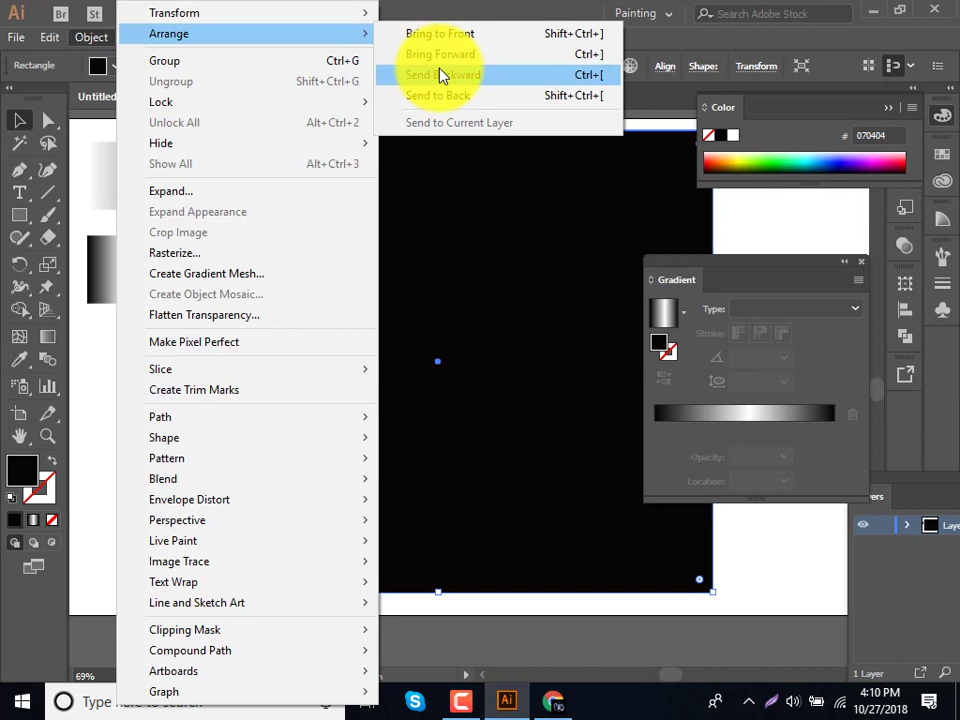 Ai
Br
St
Painting
Search Adobe Stock
File
Edit
Object
Rectangle
Align
Shape:
Transform
Untitled
Transform
Arrange
Group Ctrl+G
Ungroup Shift+Ctrl+G
Lock
Unlock All Alt+Ctrl+2
Hide
Show All Alt+Ctrl+3
Expand...
Expand Appearance
Crop Image
Rasterize...
Create Gradient Mesh...
Create Object Mosaic...
Flatten Transparency...
Make Pixel Perfect
Slice
Create Trim Marks
Path
Shape
Pattern
Blend
Envelope Distort
Perspective
Live Paint
Image Trace
Text Wrap
Line and Sketch Art
Clipping Mask
Compound Path
Artboards
Graph
Bring to Front Shift+Ctrl+]
Bring Forward Ctrl+]
Send Backward Ctrl+[
Send to Back Shift+Ctrl+[
Send to Current Layer
Color
# 070404
Gradient
Type:
Stroke:
Opacity:
Location:
Layers
1 Layer
69%
Type here to search
Ai
4:10 PM
10/27/2018